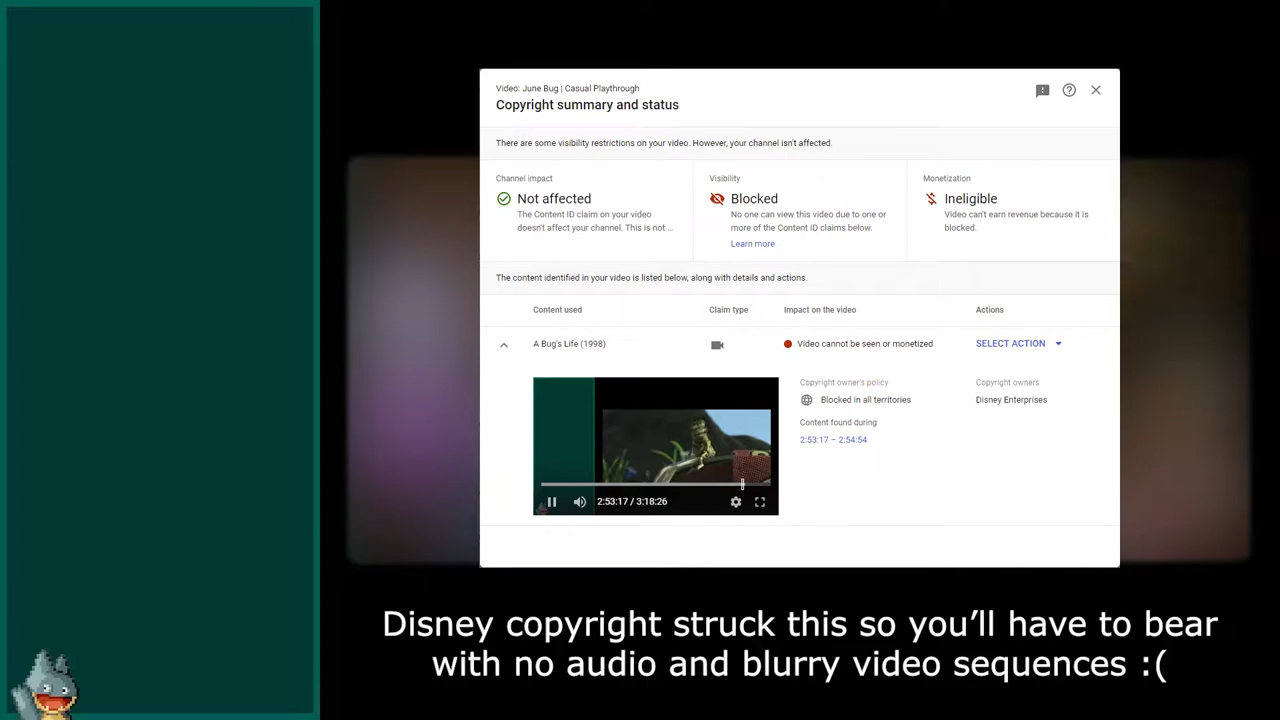 Video: June Bug | Casual Playthrough
Copyright summary and status
There are some visibility restrictions on your video. However, your channel isn't affected.
Channel impact
Not affected
The Content ID claim on your video
doesn't affect your channel. This is not ...
Visibility
Blocked
No one can view this video due to one or
more of the Content ID claims below.
Learn more
Monetization
Ineligible
Video can't earn revenue because it is
blocked.
The content identified in your video is listed below, along with details and actions.
Content used Claim type Impact on the video Actions
A Bug's Life (1998) Video cannot be seen or monetized SELECT ACTION
Copyright owner's policy
Blocked in all territories
Content found during
2:53:17 – 2:54:54
Copyright owners
Disney Enterprises
2:53:17 / 3:18:26
Disney copyright struck this so you'll have to bear
with no audio and blurry video sequences :(